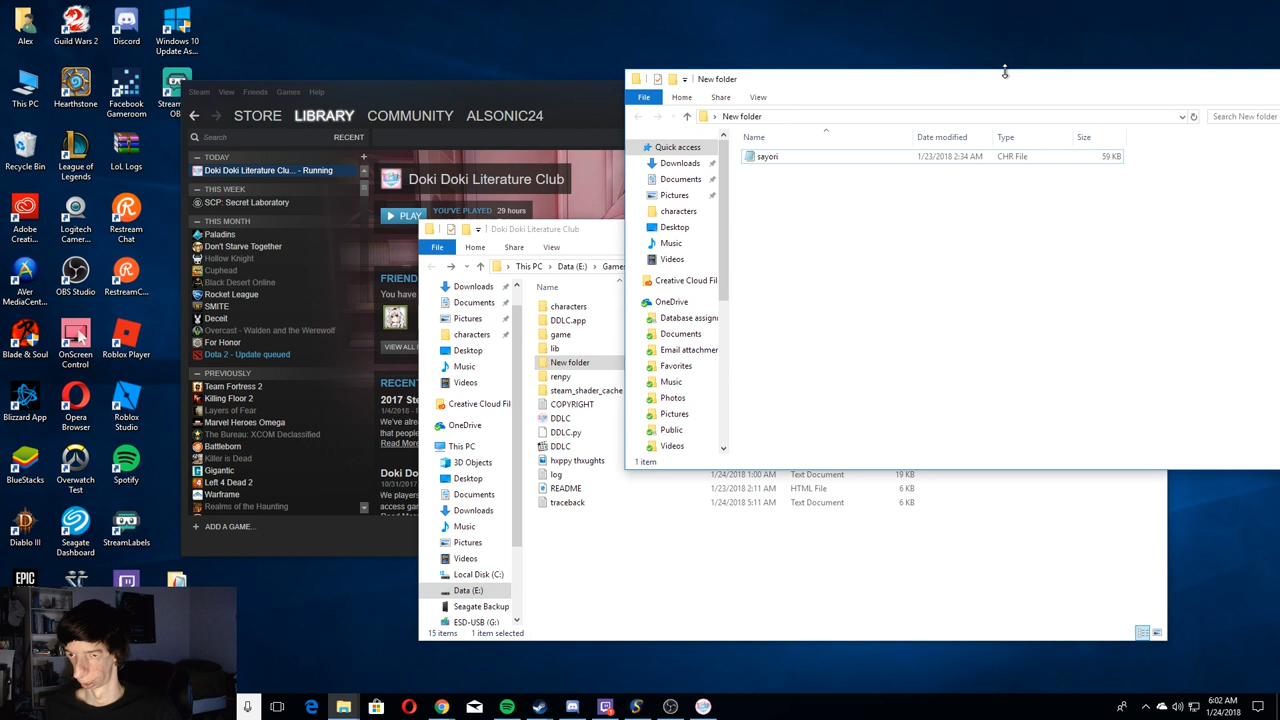 Alex
Guild Wars 2
Discord
Windows 10
Update As...
This PC
Hearthstone
Facebook
Gameroom
Recycle Bin
League of
Legends
LoL Logs
Adobe
Creati...
Logitech
Camer...
Restream
Chat
AVer
MediaCent...
OBS Studio
RestreamC...
Blade & Soul
OnScreen
Control
Roblox Player
Blizzard App
Opera
Browser
Roblox
Studio
BlueStacks
Overwatch
Test
Spotify
Diablo III
Seagate
Dashboard
StreamLabels
EPIC
Steam View Friends Games Help
STORE LIBRARY COMMUNITY ALSONIC24
Search RECENT
TODAY
Doki Doki Literature Clu... - Running
THIS WEEK
SCP: Secret Laboratory
THIS MONTH
Paladins
Don't Starve Together
Hollow Knight
Cuphead
Black Desert Online
Rocket League
SMITE
Deceit
Overcast - Walden and the Werewolf
For Honor
Dota 2 - Update queued
PREVIOUSLY
Team Fortress 2
Killing Floor 2
Layers of Fear
Marvel Heroes Omega
The Bureau: XCOM Declassified
Battleborn
Killer is Dead
Gigantic
Left 4 Dead 2
Warframe
Realms of the Haunting
+ ADD A GAME...
Doki Doki Literature Club
PLAY
YOU'VE PLAYED
29 hours
FRIEND
You have
VIEW ALL
RECENT
2017 Ste
1/4/2018 -
We've alre
that people
Read More
Doki Do
10/31/2017
We players
access gam
Doki Doki Literature Club
File Home Share View
This PC Data (E:) Games
Name
Downloads
Documents
Pictures
characters
Desktop
Music
Videos
Creative Cloud Fil
OneDrive
This PC
3D Objects
Desktop
Documents
Downloads
Music
Pictures
Videos
Local Disk (C:)
Data (E:)
Seagate Backup
ESD-USB (G:)
characters
DDLC.app
game
lib
New folder
renpy
steam_shader_cache
COPYRIGHT
DDLC
DDLC.py
DDLC
hxppy thxughts
log 1/24/2018 1:00 AM Text Document 19 KB
README 1/23/2018 2:11 AM HTML File 6 KB
traceback 1/24/2018 5:11 AM Text Document 6 KB
15 items 1 item selected
New folder
File Home Share View
New folder
Search New folder
Name Date modified Type Size
sayori 1/23/2018 2:34 AM CHR File 59 KB
Quick access
Downloads
Documents
Pictures
characters
Desktop
Music
Videos
Creative Cloud Fil
OneDrive
Database assignm
Documents
Email attachmer
Favorites
Music
Photos
Pictures
Public
Videos
1 item
6:02 AM
1/24/2018